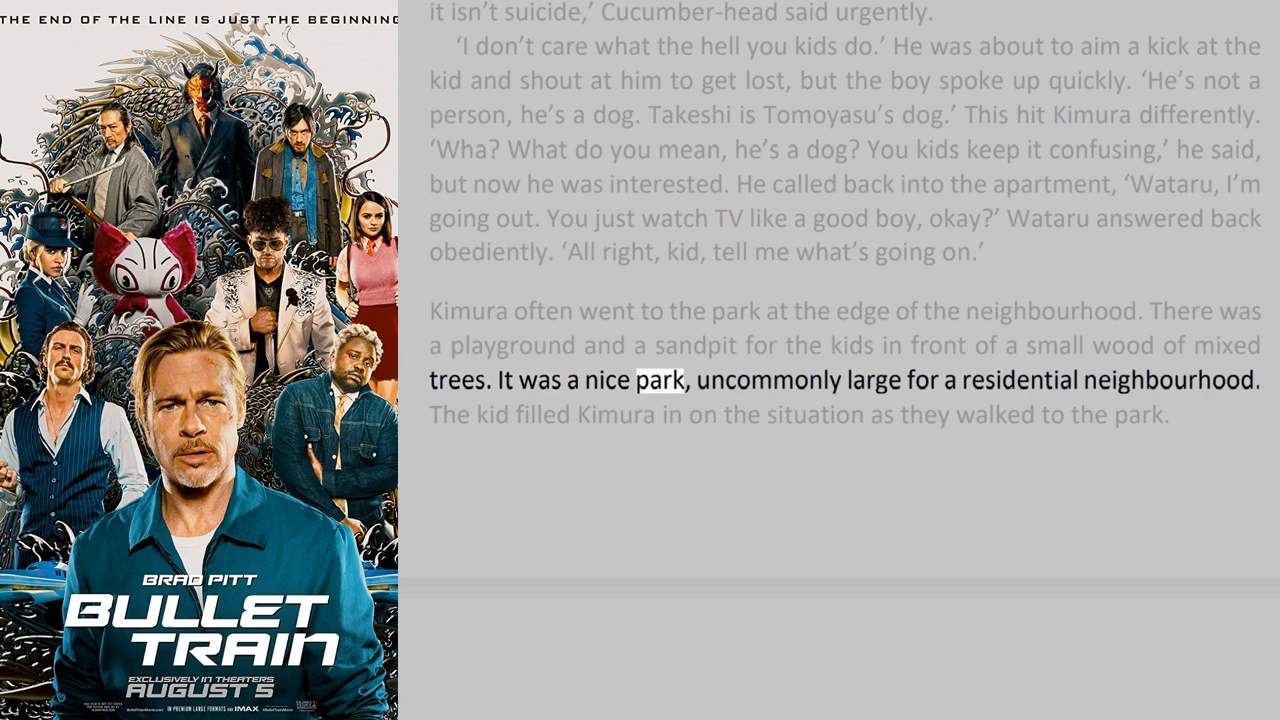 THE END OF THE LINE IS JUST THE BEGINNING
BRAD PITT
BULLET
TRAIN
EXCLUSIVELY IN THEATERS
AUGUST 5
BulletTrainMovie.com
IN PREMIUM LARGE FORMATS AND IMAX
#BulletTrainMovie
it isn’t suicide,’ Cucumber-head said urgently.
‘I don’t care what the hell you kids do.’ He was about to aim a kick at the
kid and shout at him to get lost, but the boy spoke up quickly. ‘He’s not a
person, he’s a dog. Takeshi is Tomoyasu’s dog.’ This hit Kimura differently.
‘Wha? What do you mean, he’s a dog? You kids keep it confusing,’ he said,
but now he was interested. He called back into the apartment, ‘Wataru, I’m
going out. You just watch TV like a good boy, okay?’ Watatu answered back
obediently. ‘All right, kid, tell me what’s going on.’
Kimura often went to the park at the edge of the neighbourhood. There was
a playground and a sandpit for the kids in front of a small wood of mixed
trees. It was a nice park, uncommonly large for a residential neighbourhood.
The kid filled Kimura in on the situation as they walked to the park.